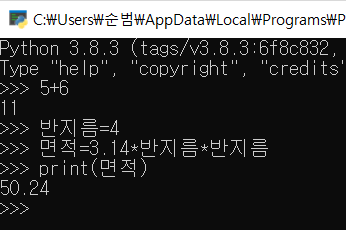 C:₩Users₩순범₩AppData₩Local₩Programs₩P
Python 3.8.3 (tags/v3.8.3:6f8c832,
Type "help", "copyright", "credits"
>>> 5+6
11
>>> 반지름=4
>>> 면적=3.14*반지름*반지름
>>> print(면적)
50.24
>>>